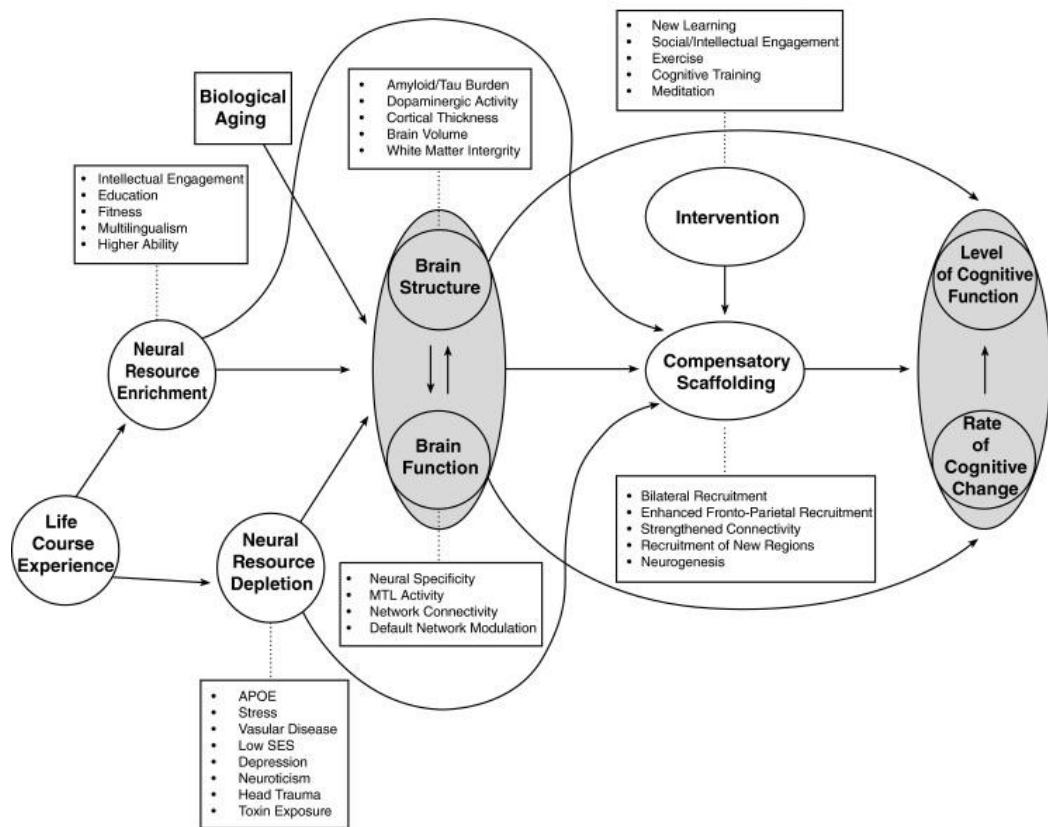 • New Learning
• Social/Intellectual Engagement
• Exercise
• Cognitive Training
• Meditation
Biological
Aging
• Amyloid/Tau Burden
• Dopaminergic Activity
• Cortical Thickness
• Brain Volume
• White Matter Intergrity
• Intellectual Engagement
• Education
• Fitness
• Multilingualism
• Higher Ability
Intervention
Brain
Structure
Level
of Cognitive
Function
Neural
Resource
Enrichment
Compensatory
Scaffolding
Brain
Function
Rate
of
Cognitive
Change
Life
Course
Experience
Neural
Resource
Depletion
• Bilateral Recruitment
• Enhanced Fronto-Parietal Recruitment
• Strengthened Connectivity
• Recruitment of New Regions
• Neurogenesis
• Neural Specificity
• MTL Activity
• Network Connectivity
• Default Network Modulation
• APOE
• Stress
• Vasular Disease
• Low SES
• Depression
• Neuroticism
• Head Trauma
• Toxin Exposure